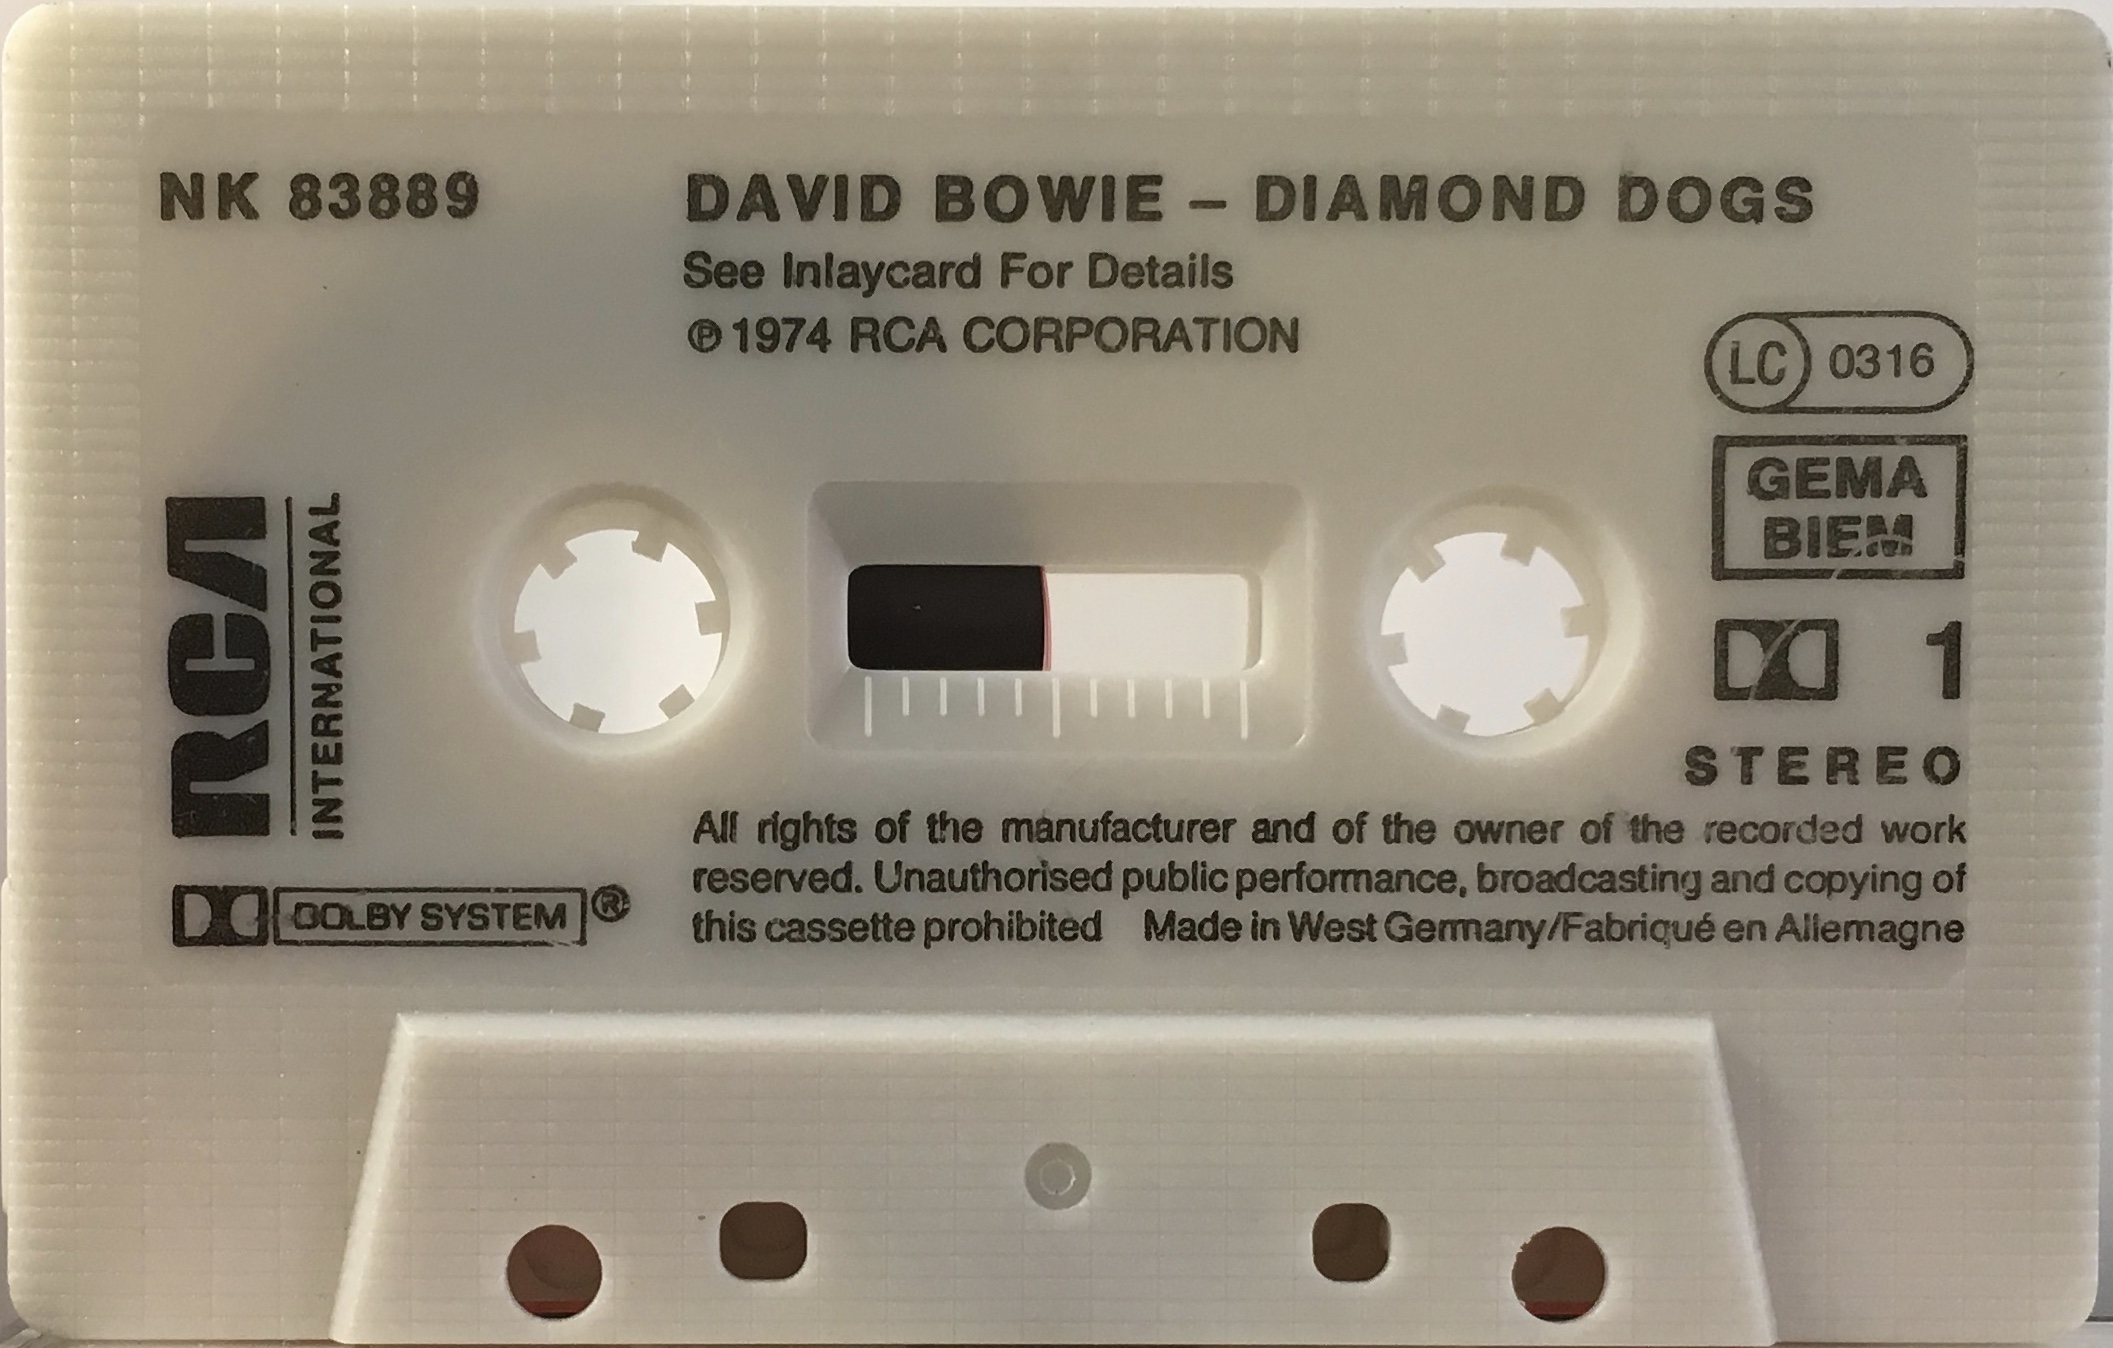 NK 83889
DAVID BOWIE – DIAMOND DOGS
See Inlaycard For Details
℗ 1974 RCA CORPORATION
LC 0316
GEMA
BIEM
RCA
INTERNATIONAL
1
STEREO
DOLBY SYSTEM ®
All rights of the manufacturer and of the owner of the recorded work
reserved. Unauthorised public performance, broadcasting and copying of
this cassette prohibited Made in West Germany/Fabriqué en Allemagne